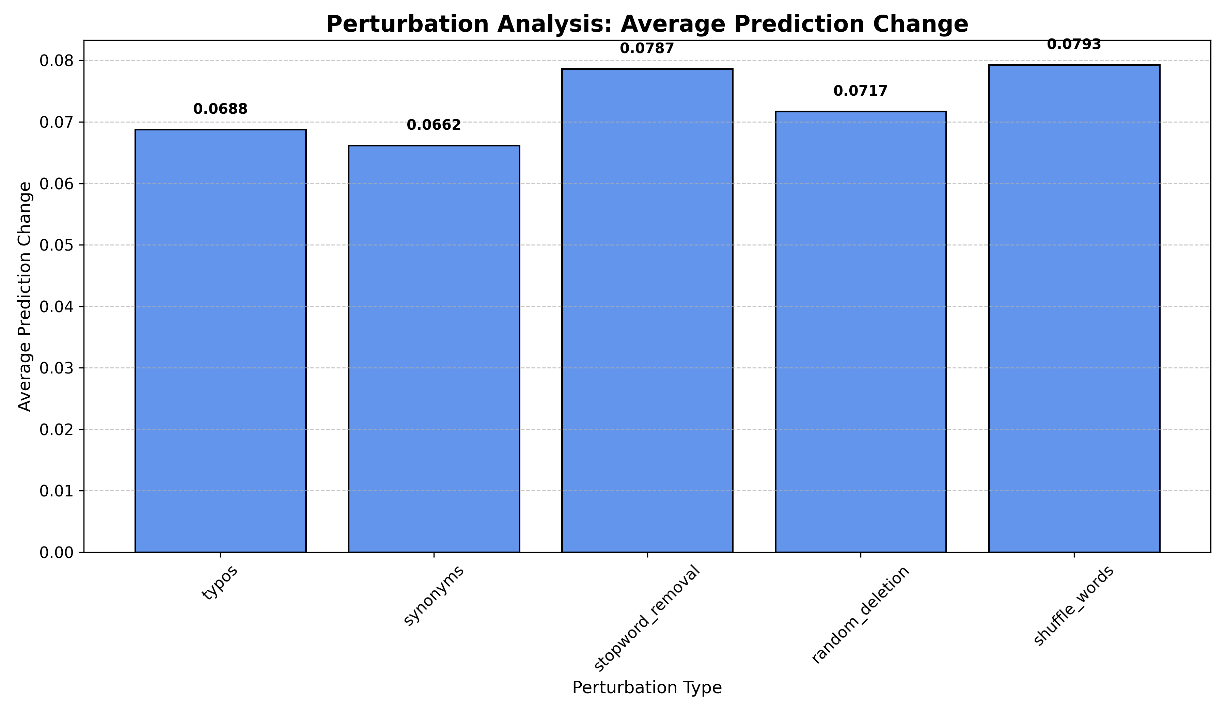 Perturbation Analysis: Average Prediction Change
Average Prediction Change
0.08
0.07
0.06
0.05
0.04
0.03
0.02
0.01
0.00
0.0688
0.0662
0.0787
0.0717
0.0793
typos
synonyms
stopword_removal
random_deletion
shuffle_words
Perturbation Type